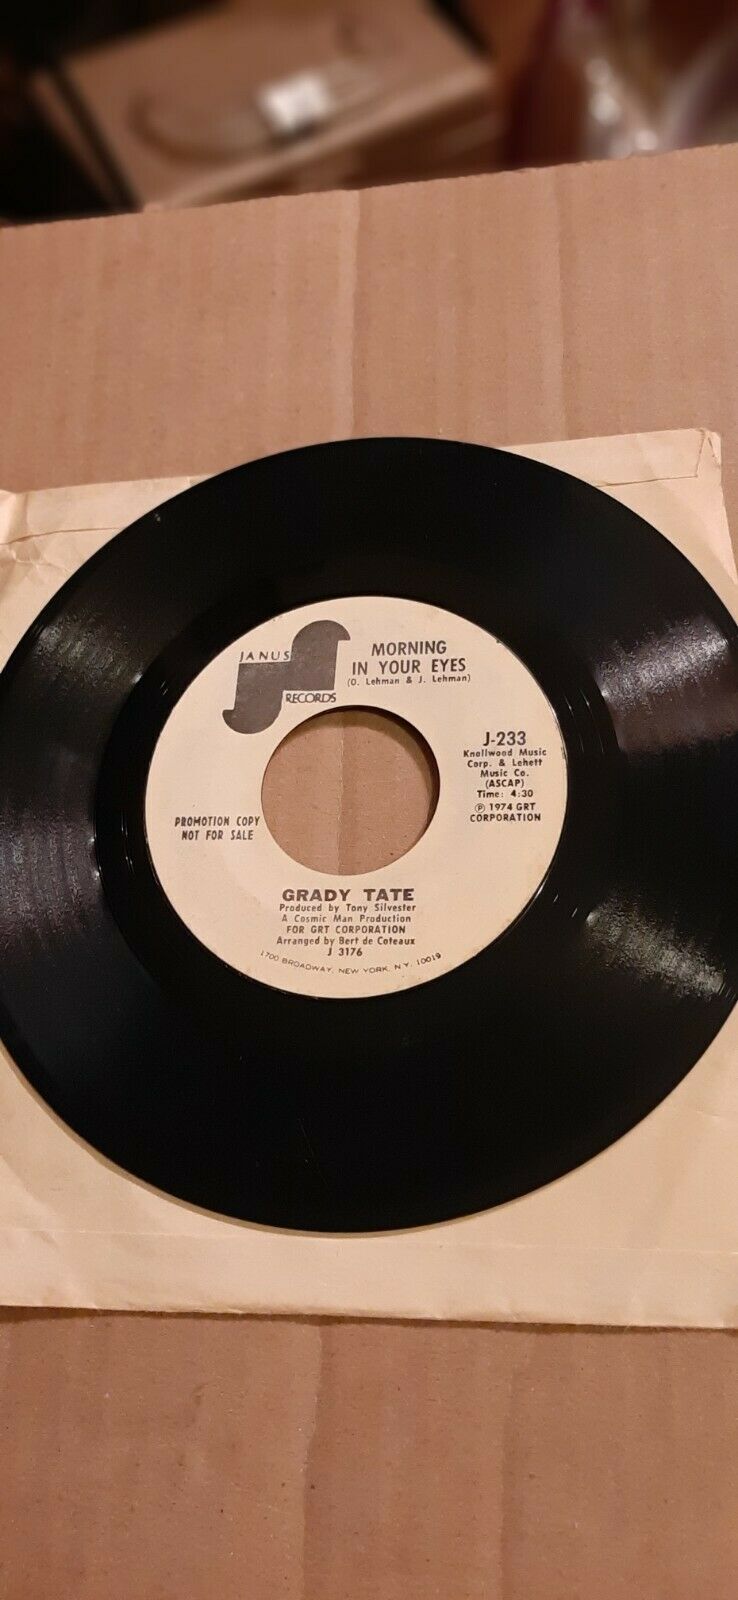 JANUS
RECORDS
MORNING
IN YOUR EYES
(D. Lehman & J. Lehman)
J-233
Knollwood Music
Corp. & Lehett
Music Co.
(ASCAP)
Time: 4:30
Ⓟ 1974 GRT
CORPORATION
PROMOTION COPY
NOT FOR SALE
GRADY TATE
Produced by Tony Silvester
A Cosmic Man Production
FOR GRT CORPORATION
Arranged by Bert de Coteaux
J 3176
1700 BROADWAY, NEW YORK, N.Y. 10019